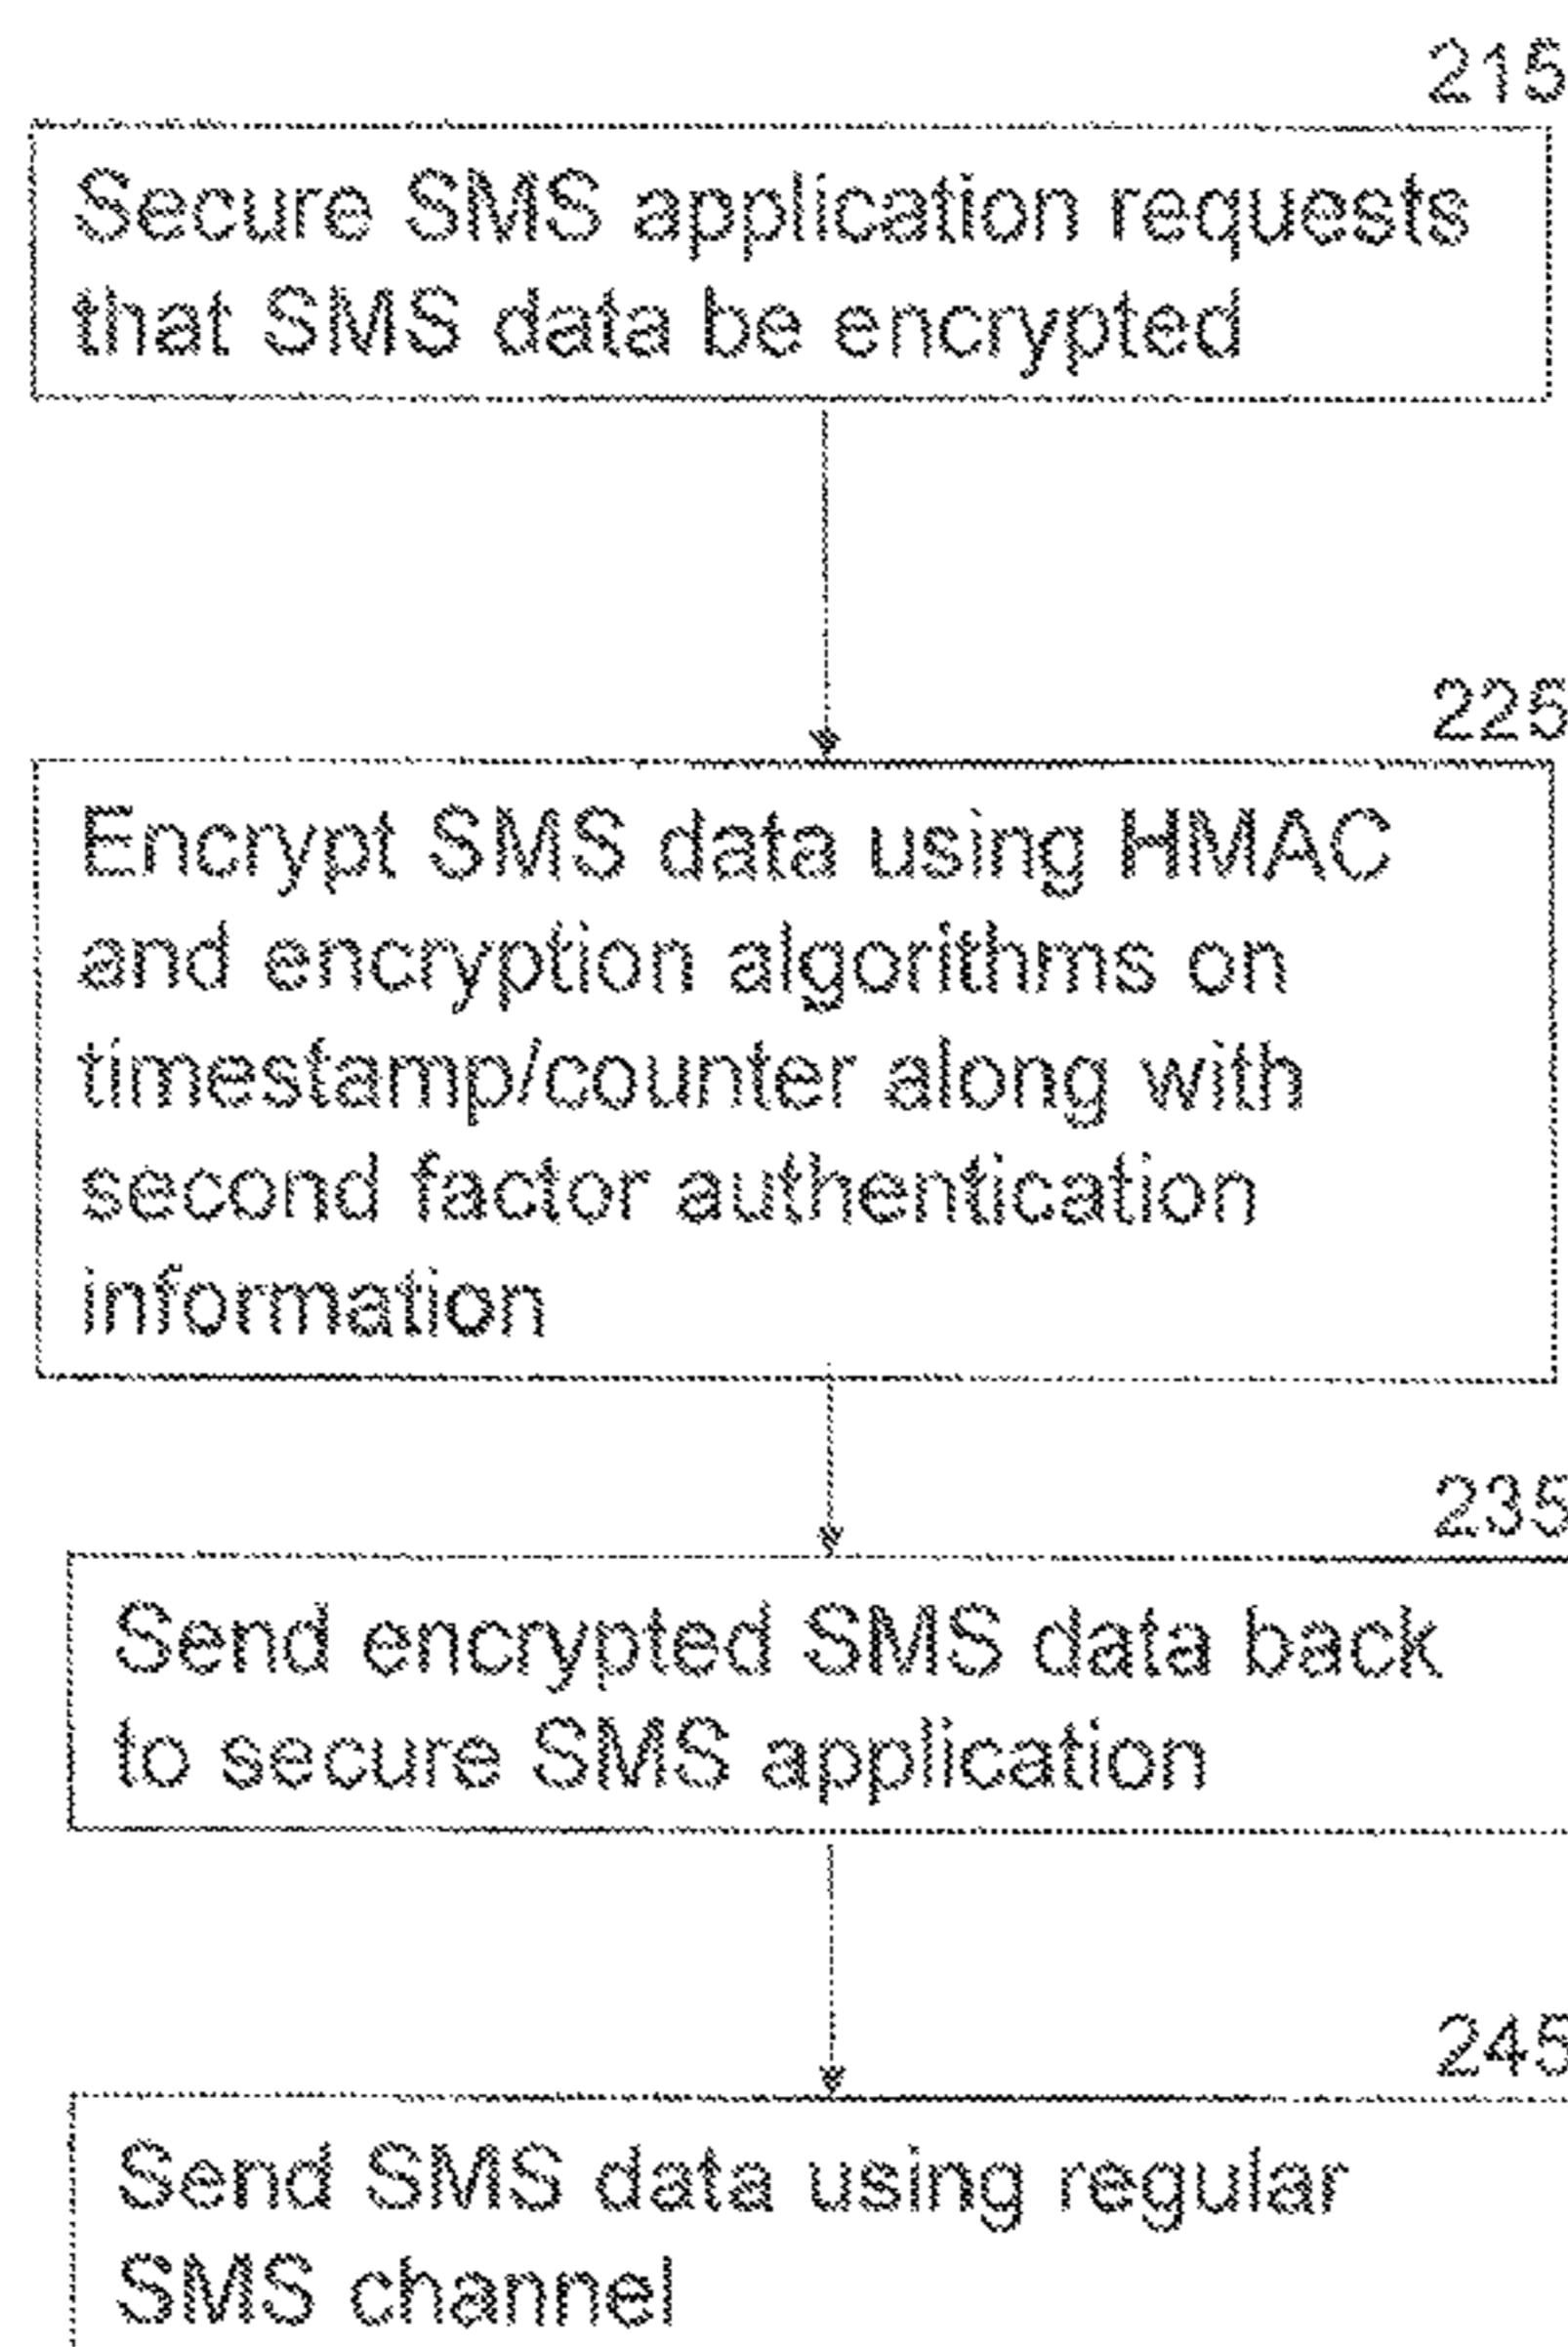 215
Secure SMS application requests
that SMS data be encrypted
225
Encrypt SMS data using HMAC
and encryption algorithms on
timestamp/counter along with
second factor authentication
information
235
Send encrypted SMS data back
to secure SMS application
245
Send SMS data using regular
SMS channel